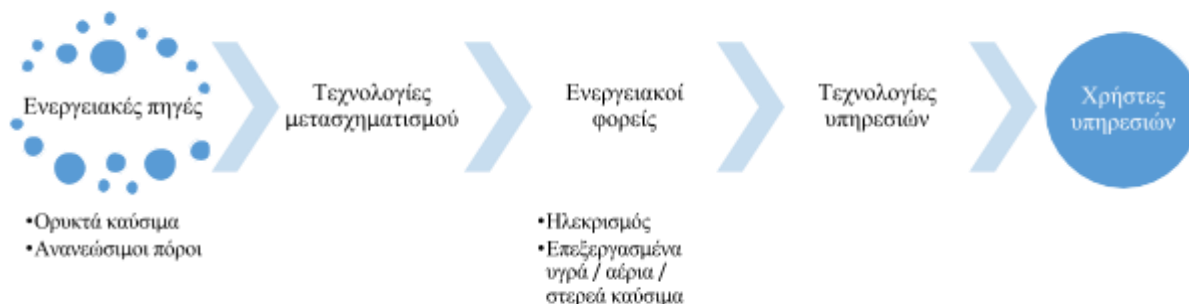 Ενεργειακές πηγές
Τεχνολογίες
μετασχηματισμού
Ενεργειακοί
φορείς
Τεχνολογίες
υπηρεσιών
Χρήστες
υπηρεσιών
•Ορυκτά καύσιμα
•Ανανεώσιμοι πόροι
•Ηλεκρισμός
•Επεξεργασμένα
υγρά / αέρια /
στερεά καύσιμα